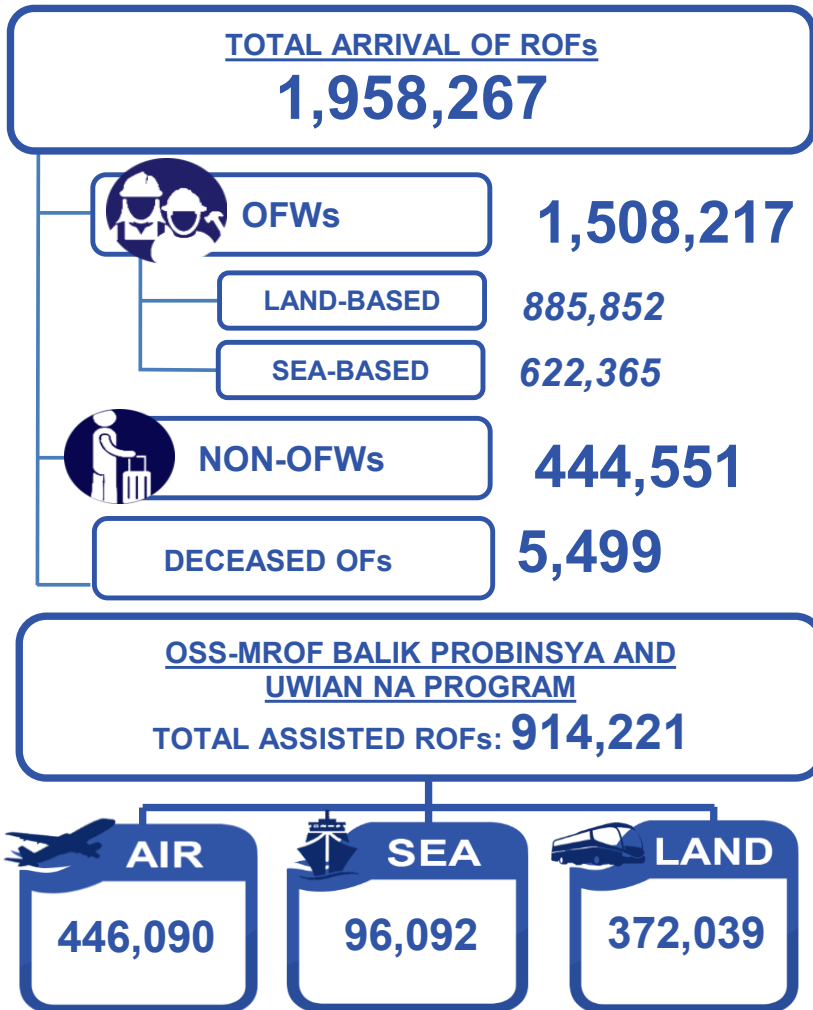 TOTAL ARRIVAL OF ROFs
1,958,267
OFWs
1,508,217
LAND-BASED
885,852
SEA-BASED
622,365
NON-OFWs
444,551
DECEASED OFs
5,499
OSS-MROF BALIK PROBINSYA AND
UWIAN NA PROGRAM
TOTAL ASSISTED ROFs: 914,221
AIR
446,090
SEA
96,092
LAND
372,039